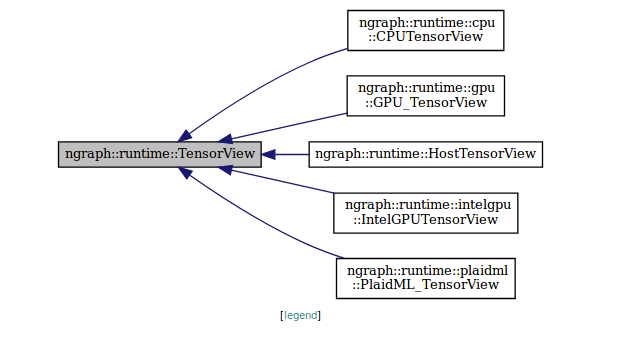 ngraph::runtime::cpu
::CPUTensorView
ngraph::runtime::gpu
::GPU_TensorView
ngraph::runtime::TensorView
ngraph::runtime::HostTensorView
ngraph::runtime::intelgpu
::IntelGPUTensorView
ngraph::runtime::plaidml
::PlaidML_TensorView
[legend]